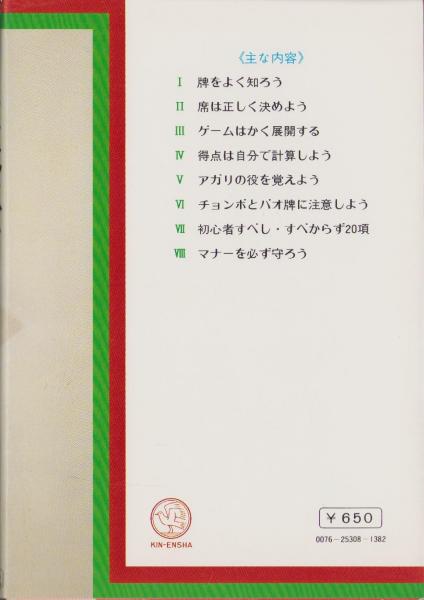 《主な内容》
I 牌をよく知ろう
II 席は正しく決めよう
III ゲームはかく展開する
IV 得点は自分で計算しよう
V アガリの役を覚えよう
VI チョンボとパオ牌に注意しよう
VII 初心者すべし・すべからず20項
VIII マナーを必ず守ろう
KIN-ENSHA
¥650
0076-25308-1382